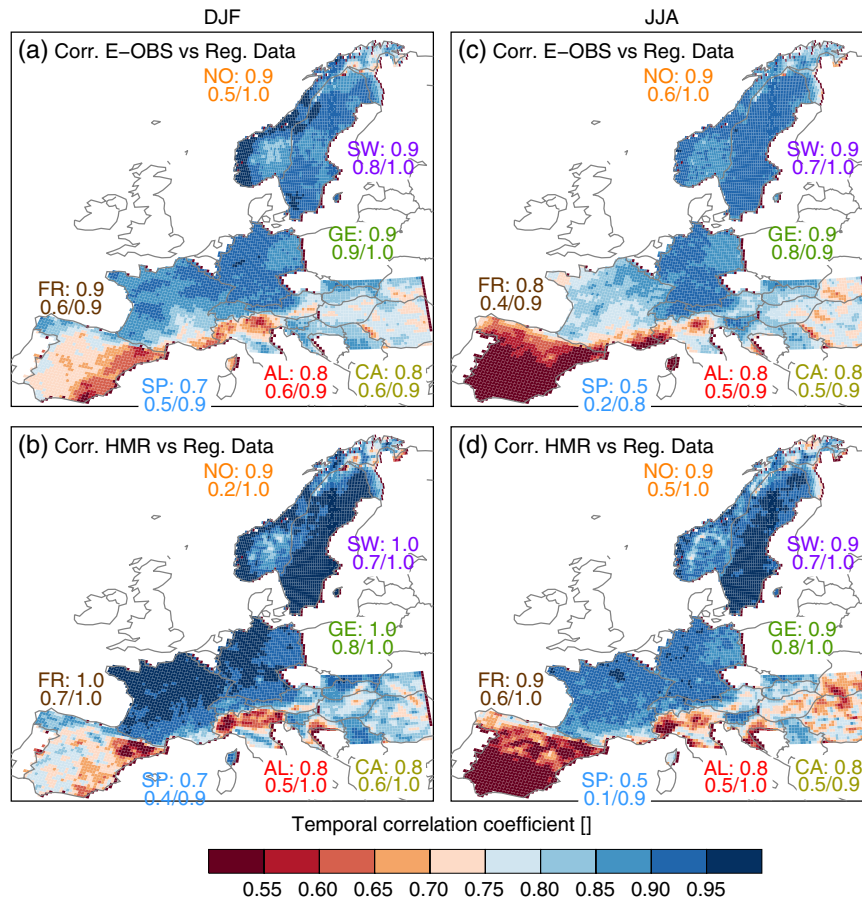 DJF
JJA
(a) Corr. E-OBS vs Reg. Data
NO: 0.9
0.5/1.0
SW: 0.9
0.8/1.0
GE: 0.9
0.9/1.0
FR: 0.9
0.6/0.9
SP: 0.7
0.5/0.9
AL: 0.8
0.6/0.9
CA: 0.8
0.6/0.9
(c) Corr. E-OBS vs Reg. Data
NO: 0.9
0.6/1.0
SW: 0.9
0.7/1.0
GE: 0.9
0.8/0.9
FR: 0.8
0.4/0.9
SP: 0.5
0.2/0.8
AL: 0.8
0.5/0.9
CA: 0.8
0.5/0.9
(b) Corr. HMR vs Reg. Data
NO: 0.9
0.2/1.0
SW: 1.0
0.7/1.0
GE: 1.0
0.8/1.0
FR: 1.0
0.7/1.0
SP: 0.7
0.4/0.9
AL: 0.8
0.5/1.0
CA: 0.8
0.6/1.0
(d) Corr. HMR vs Reg. Data
NO: 0.9
0.5/1.0
SW: 0.9
0.7/1.0
GE: 0.9
0.8/1.0
FR: 0.9
0.6/1.0
SP: 0.5
0.1/0.9
AL: 0.8
0.5/1.0
CA: 0.8
0.5/0.9
Temporal correlation coefficient []
0.55 0.60 0.65 0.70 0.75 0.80 0.85 0.90 0.95